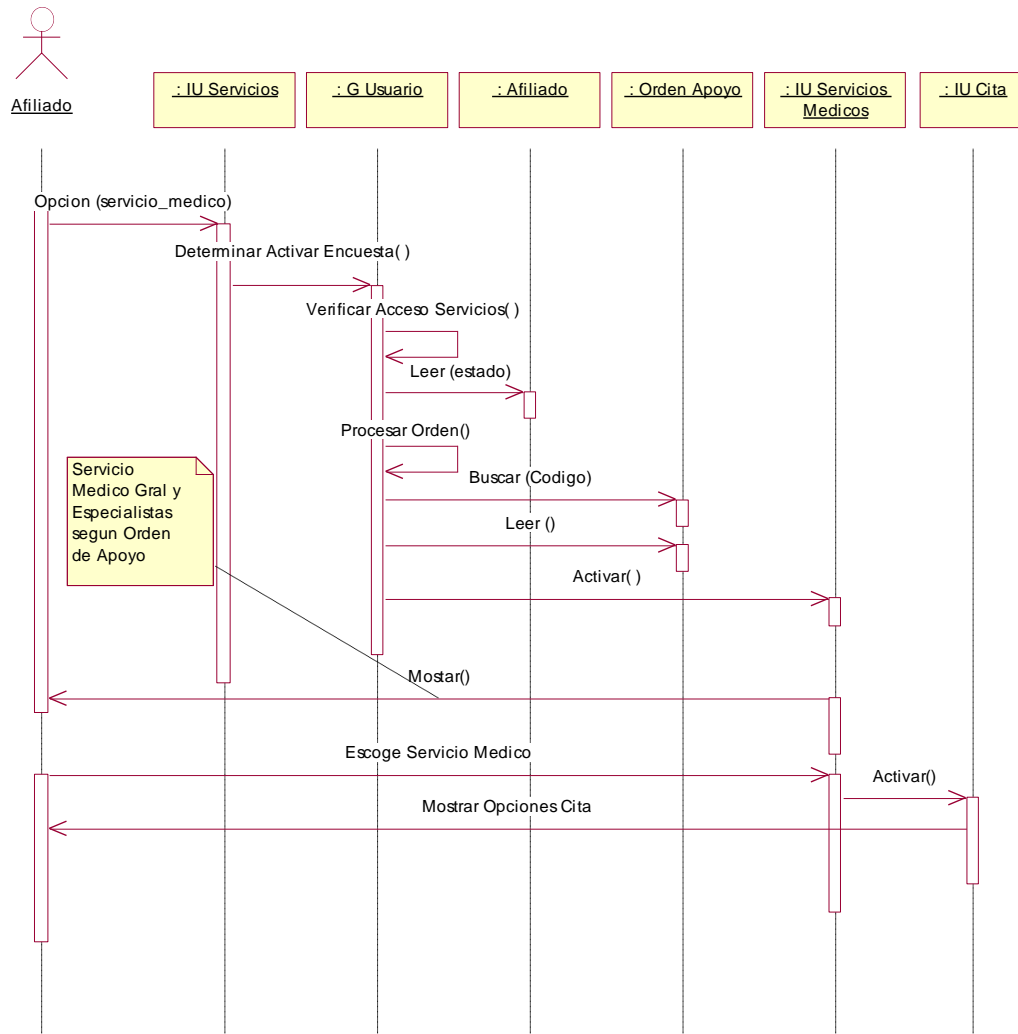 Afiliado
: IU Servicios
: G Usuario
: Afiliado
: Orden Apoyo
: IU Servicios
Medicos
: IU Cita
Opcion (servicio_medico)
Determinar Activar Encuesta( )
Verificar Acceso Servicios( )
Leer (estado)
Procesar Orden()
Servicio
Medico Gral y
Especialistas
segun Orden
de Apoyo
Buscar (Codigo)
Leer ()
Activar( )
Mostar()
Escoge Servicio Medico
Activar()
Mostrar Opciones Cita